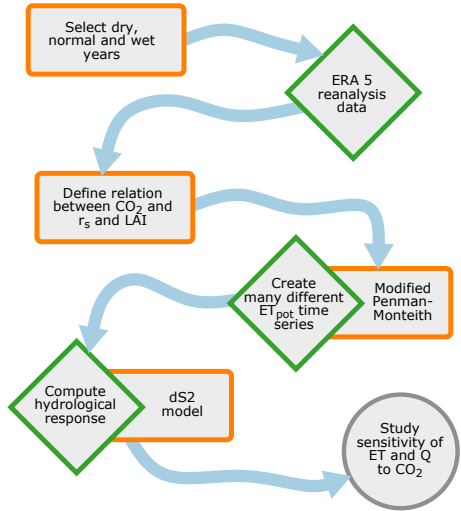 Select dry,
normal and wet
years
ERA 5
reanalysis
data
Define relation
between CO₂ and
rₛ and LAI
Create
many different
ETpot time
series
Modified
Penman-
Monteith
Compute
hydrological
response
dS2
model
Study
sensitivity of
ET and Q
to CO₂